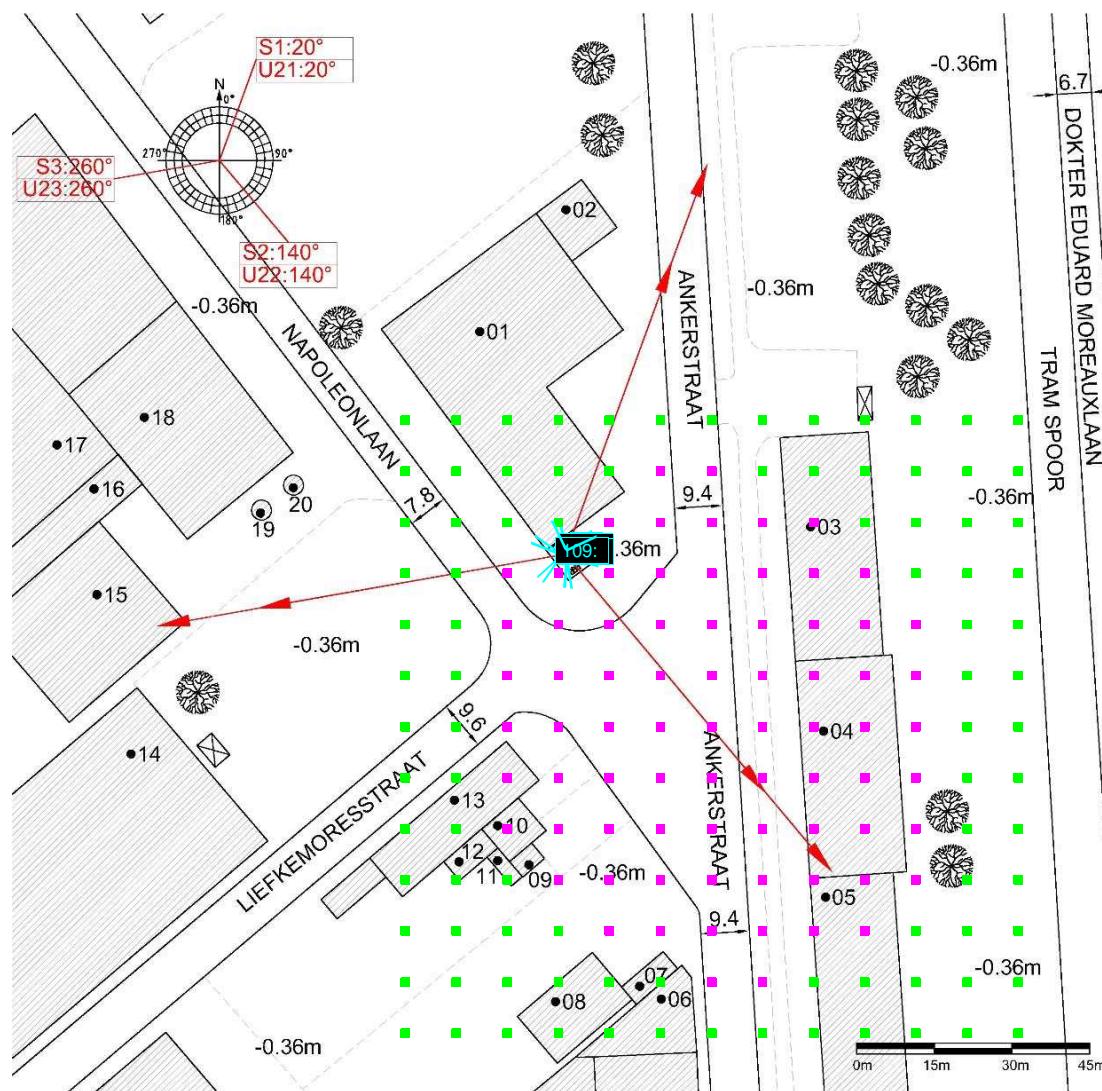 S1:20°
U21:20°
-0.36m
-0.36m
6.7
N
0°
270°
90°
180°
S3:260°
U23:260°
S2:140°
U22:140°
02
DOKTER EDUARD MOREAUXLAAN
-0.36m
-0.36m
ANKERSTRAAT
01
NAPOLEONLAAN
TRAM SPOOR
18
17
16
20
19
7.8
9.4
-0.36m
03
T09:
.36m
15
-0.36m
9.6
04
ANKERSTRAAT
14
13
10
12
11
09
LIEFKEMORESSTRAAT
-0.36m
05
9.4
-0.36m
07
06
08
-0.36m
0m
15m
30m
45m